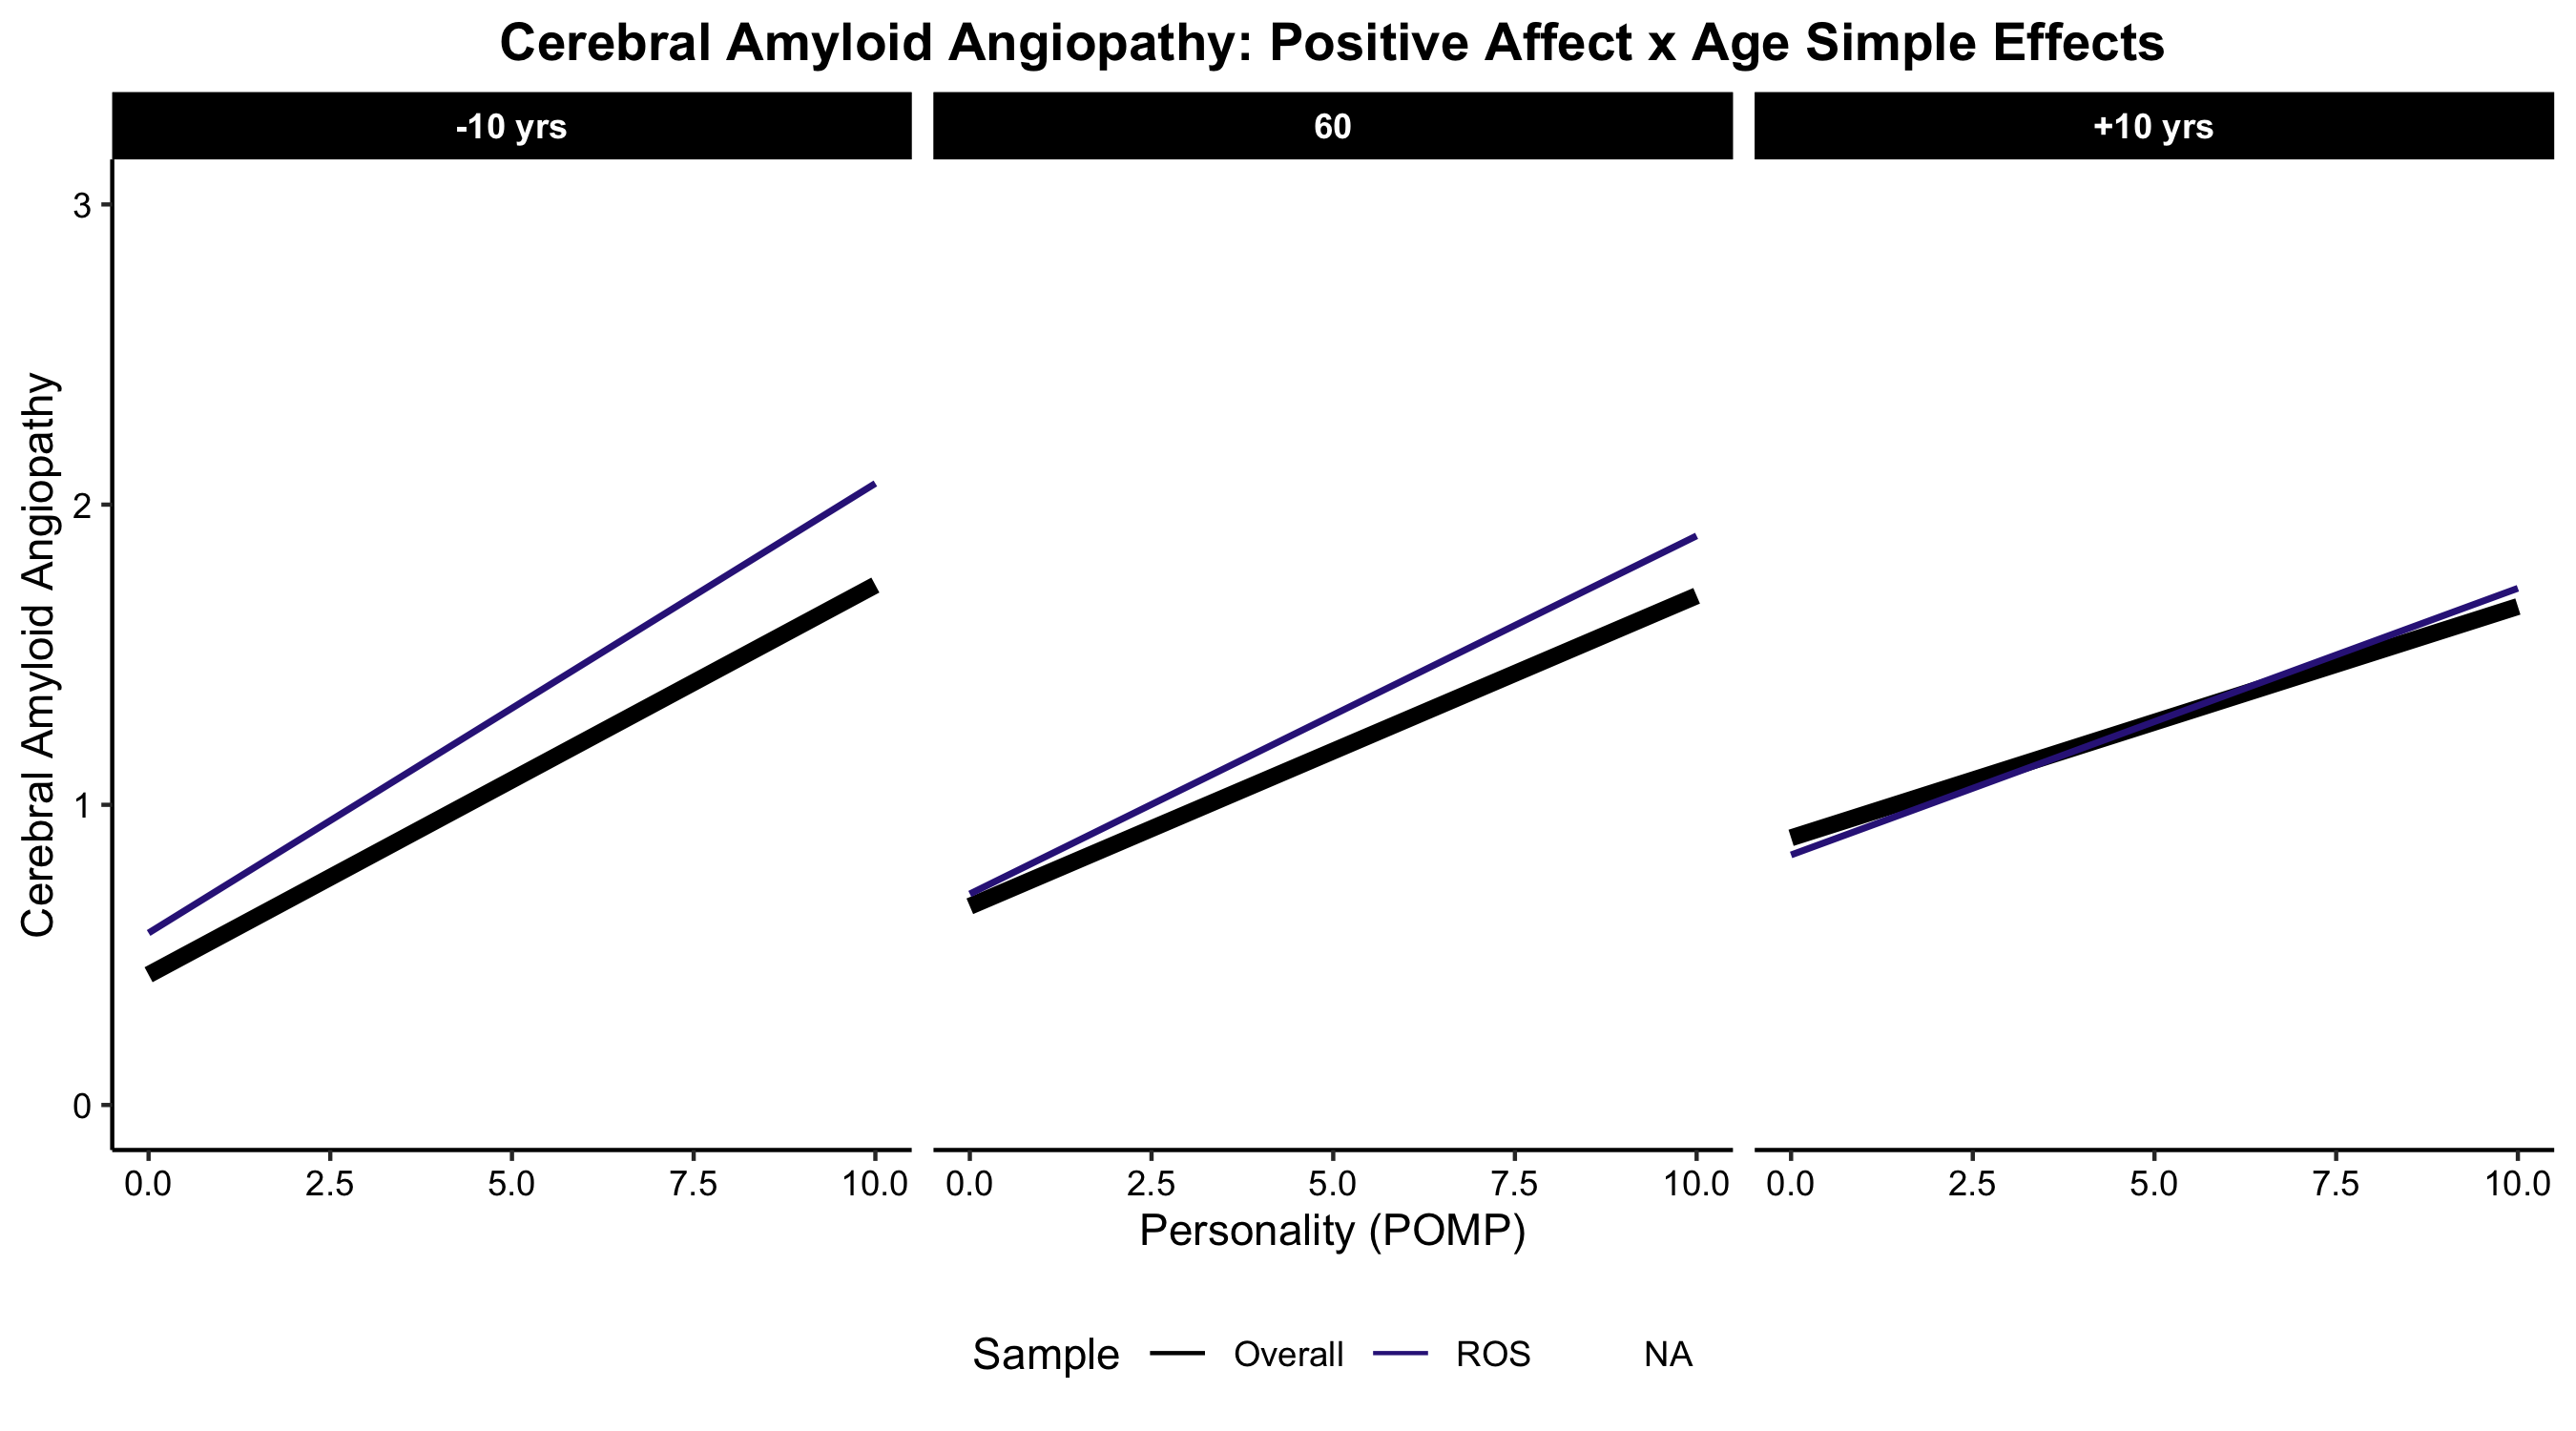 Cerebral Amyloid Angiopathy: Positive Affect x Age Simple Effects
-10 yrs
60
+10 yrs
Cerebral Amyloid Angiopathy
3
2
1
0
0.0 2.5 5.0 7.5 10.0
0.0 2.5 5.0 7.5 10.0
0.0 2.5 5.0 7.5 10.0
Personality (POMP)
Sample Overall ROS NA